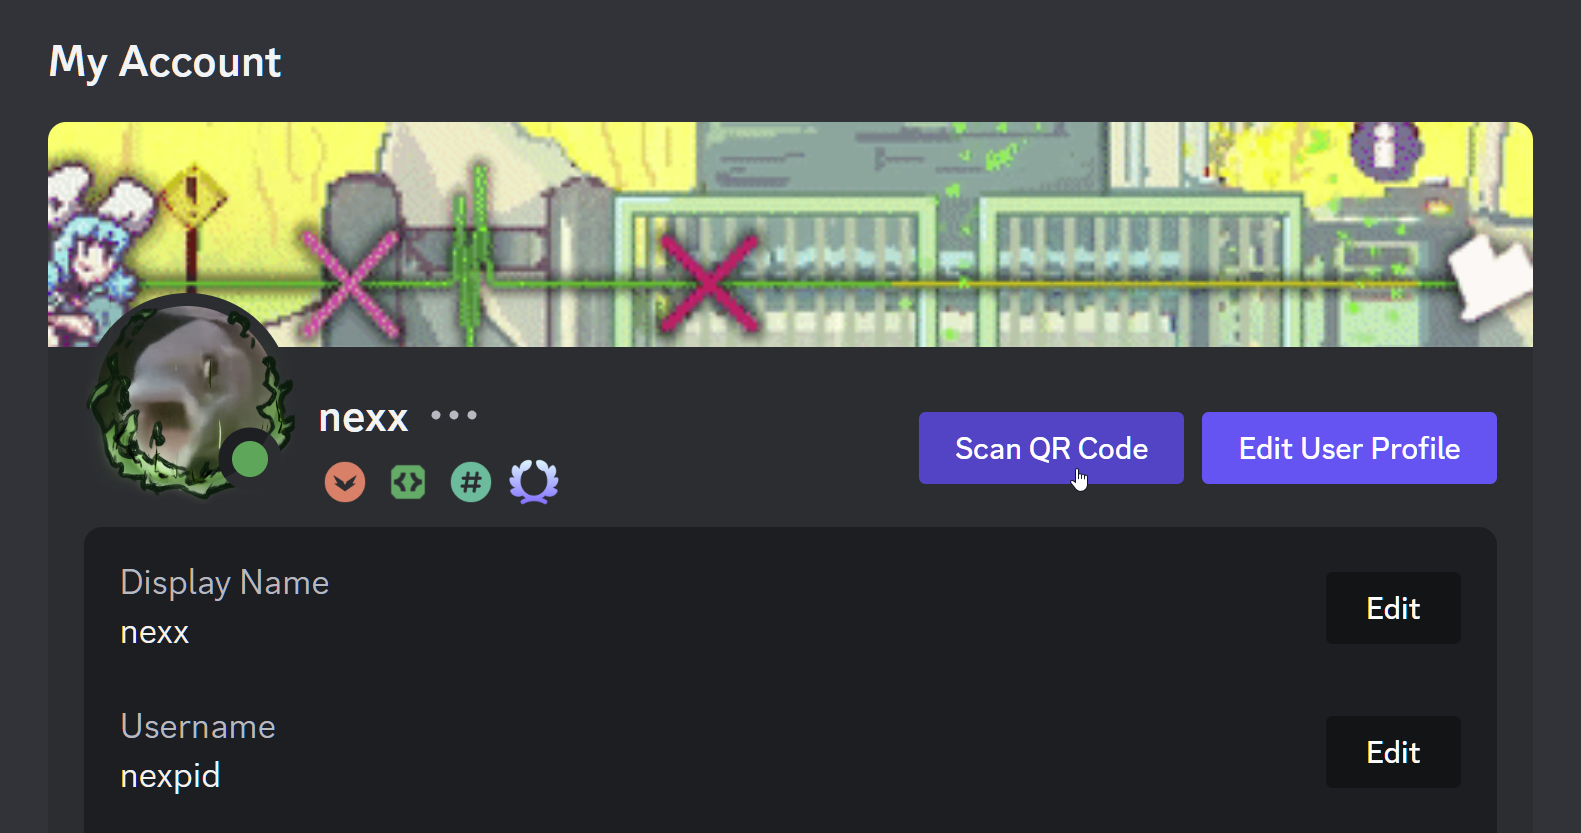 My Account
nexx
Scan QR Code
Edit User Profile
Display Name
nexx
Edit
Username
nexpid
Edit